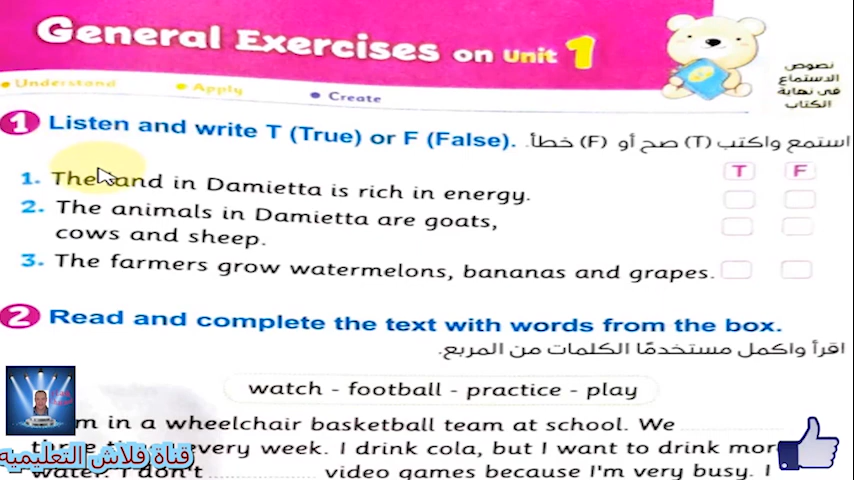 General Exercises on Unit 1
Understand
Apply
Create
نصوص
الاستماع
فى نهاية
الكتاب
1 Listen and write T (True) or F (False).
استمع واكتب (T) صح أو (F) خطأ.
T F
1. The in Damietta is rich in energy.
2. The animals in Damietta are goats,
cows and sheep.
3. The farmers grow watermelons, bananas and grapes.
2 Read and complete the text with words from the box.
اقرأ واكمل مستخدمًا الكلمات من المربع.
watch - football - practice - play
in a wheelchair basketball team at school. We
every week. I drink cola, but I want to drink
water. I don't ............ video games because I'm very busy. I
قناة فلاش التعليمية